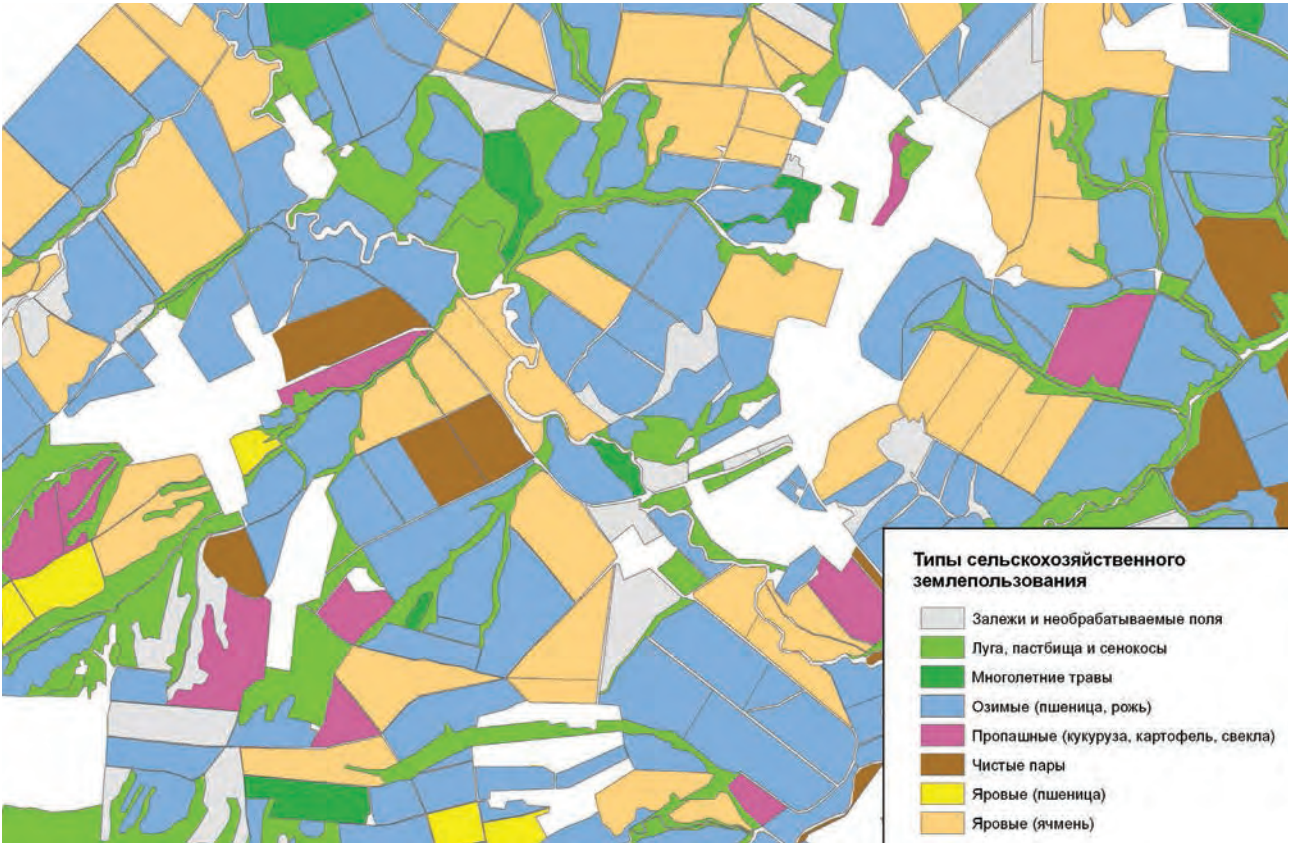 Типы сельскохозяйственного
землепользования
Залежи и необрабатываемые поля
Луга, пастбища и сенокосы
Многолетние травы
Озимые (пшеница, рожь)
Пропашные (кукуруза, картофель, свекла)
Чистые пары
Яровые (пшеница)
Яровые (ячмень)